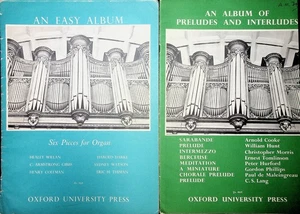 AN EASY ALBUM
Six Pieces for Organ
OXFORD UNIVERSITY PRESS
AN ALBUM OF
PRELUDES AND INTERLUDES
SARABANDE Arnold Cooke
PRELUDE William Hunt
INTERMEZZO Christopher Morris
BERCEUSE Ernest Tomlinson
MEDITATION Peter Hurford
A MINIATURE Gordon Phillips
CHORALE PRELUDE Paul de Maleingreau
PRELUDE C. S. Lang
OXFORD UNIVERSITY PRESS